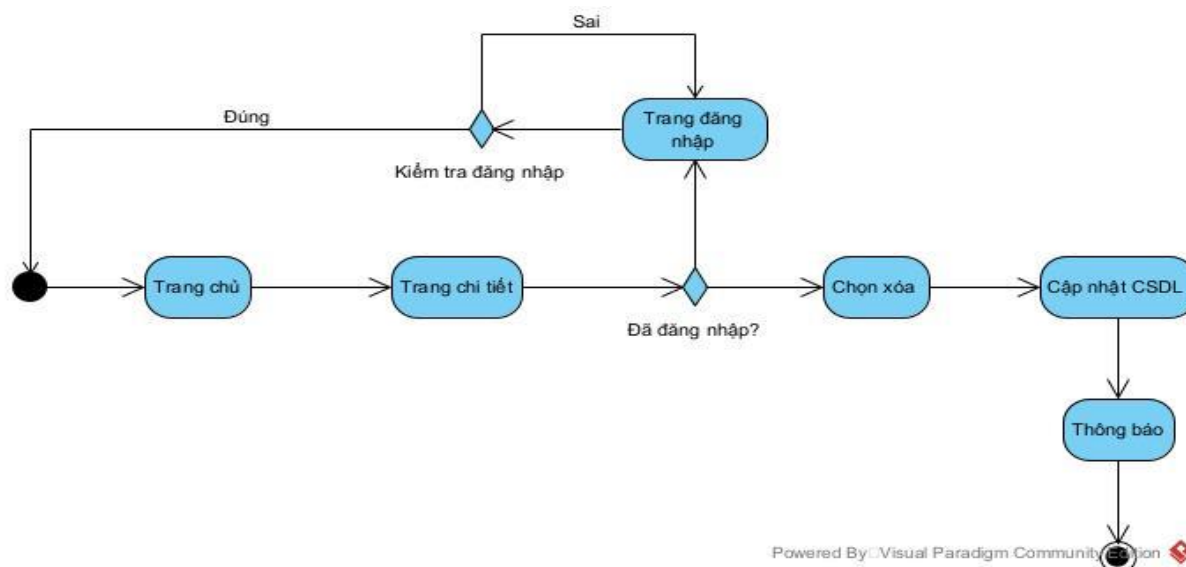 Sai
Đúng
Trang đăng
nhập
Kiểm tra đăng nhập
Trang chủ
Trang chi tiết
Chọn xóa
Cập nhật CSDL
Đã đăng nhập?
Thông báo
Powered By Visual Paradigm Community Edition